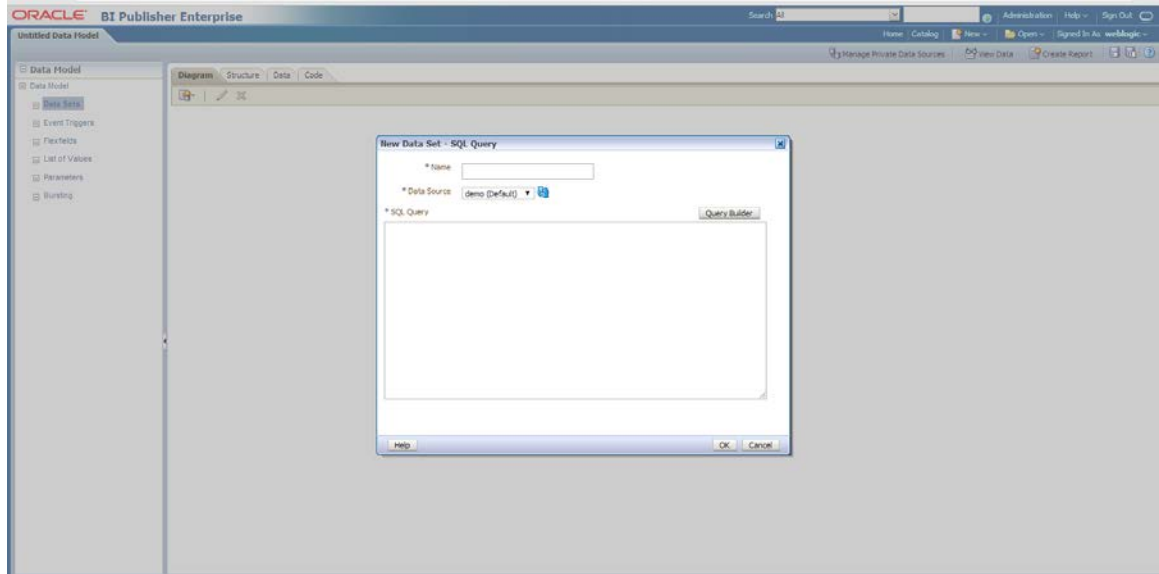 ORACLE BI Publisher Enterprise Search All Administration Help Sign Out
Untitled Data Model Home Catalog New Open Signed In As weblogic
Manage Private Data Sources View Data Create Report
Data Model
Diagram Structure Data Code
Data Model
Data Sets
Event Triggers
Flexfields
List of Values
Parameters
Bursting
New Data Set - SQL Query
* Name
* Data Source demo (Default)
* SQL Query Query Builder
Help OK Cancel